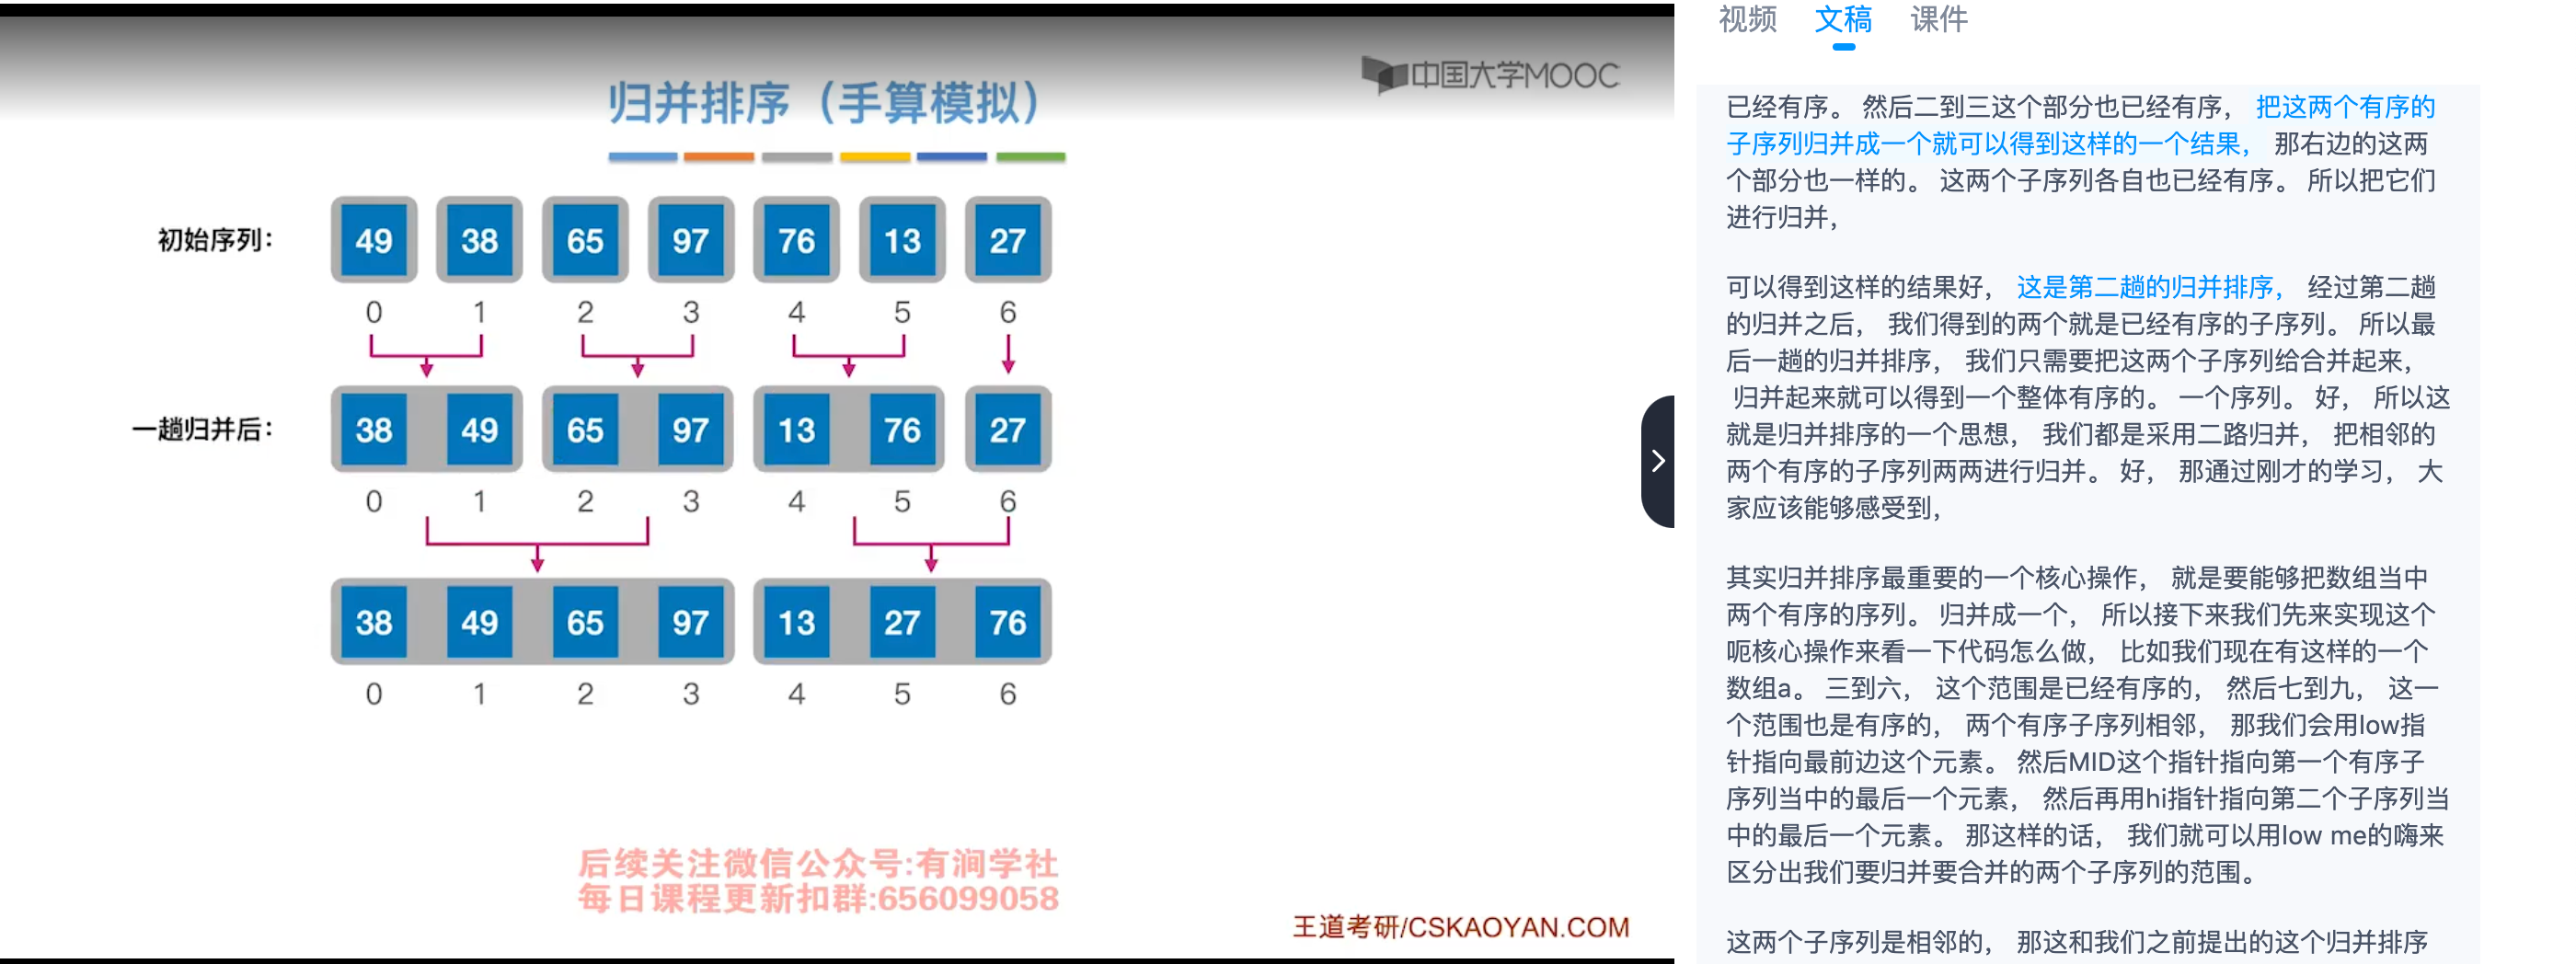 中国大学MOOC
归并排序（手算模拟）
初始序列：
49 38 65 97 76 13 27
0 1 2 3 4 5 6
一趟归并后：
38 49 65 97 13 76 27
0 1 2 3 4 5 6
38 49 65 97 13 27 76
0 1 2 3 4 5 6
后续关注微信公众号:有涧学社
每日课程更新扣群:656099058
王道考研/CSKAOYAN.COM
视频 文稿 课件
已经有序。 然后二到三这个部分也已经有序， 把这两个有序的
子序列归并成一个就可以得到这样的一个结果， 那右边的这两
个部分也一样的。 这两个子序列各自也已经有序。 所以把它们
进行归并，
可以得到这样的结果好， 这是第二趟的归并排序， 经过第二趟
的归并之后， 我们得到的两个就是已经有序的子序列。 所以最
后一趟的归并排序， 我们只需要把这两个子序列给合并起来，
归并起来就可以得到一个整体有序的。 一个序列。 好， 所以这
就是归并排序的一个思想， 我们都是采用二路归并， 把相邻的
两个有序的子序列两两进行归并。 好， 那通过刚才的学习， 大
家应该能够感受到，
其实归并排序最重要的一个核心操作， 就是要能够把数组当中
两个有序的序列。 归并成一个， 所以接下来我们先来实现这个
呃核心操作来看一下代码怎么做， 比如我们现在有这样的一个
数组a。 三到六， 这个范围是已经有序的， 然后七到九， 这一
个范围也是有序的， 两个有序子序列相邻， 那我们会用low指
针指向最前边这个元素。 然后MID这个指针指向第一个有序子
序列当中的最后一个元素， 然后再用hi指针指向第二个子序列当
中的最后一个元素。 那这样的话， 我们就可以用low me的嗨来
区分出我们要归并要合并的两个子序列的范围。
这两个子序列是相邻的， 那这和我们之前提出的这个归并排序